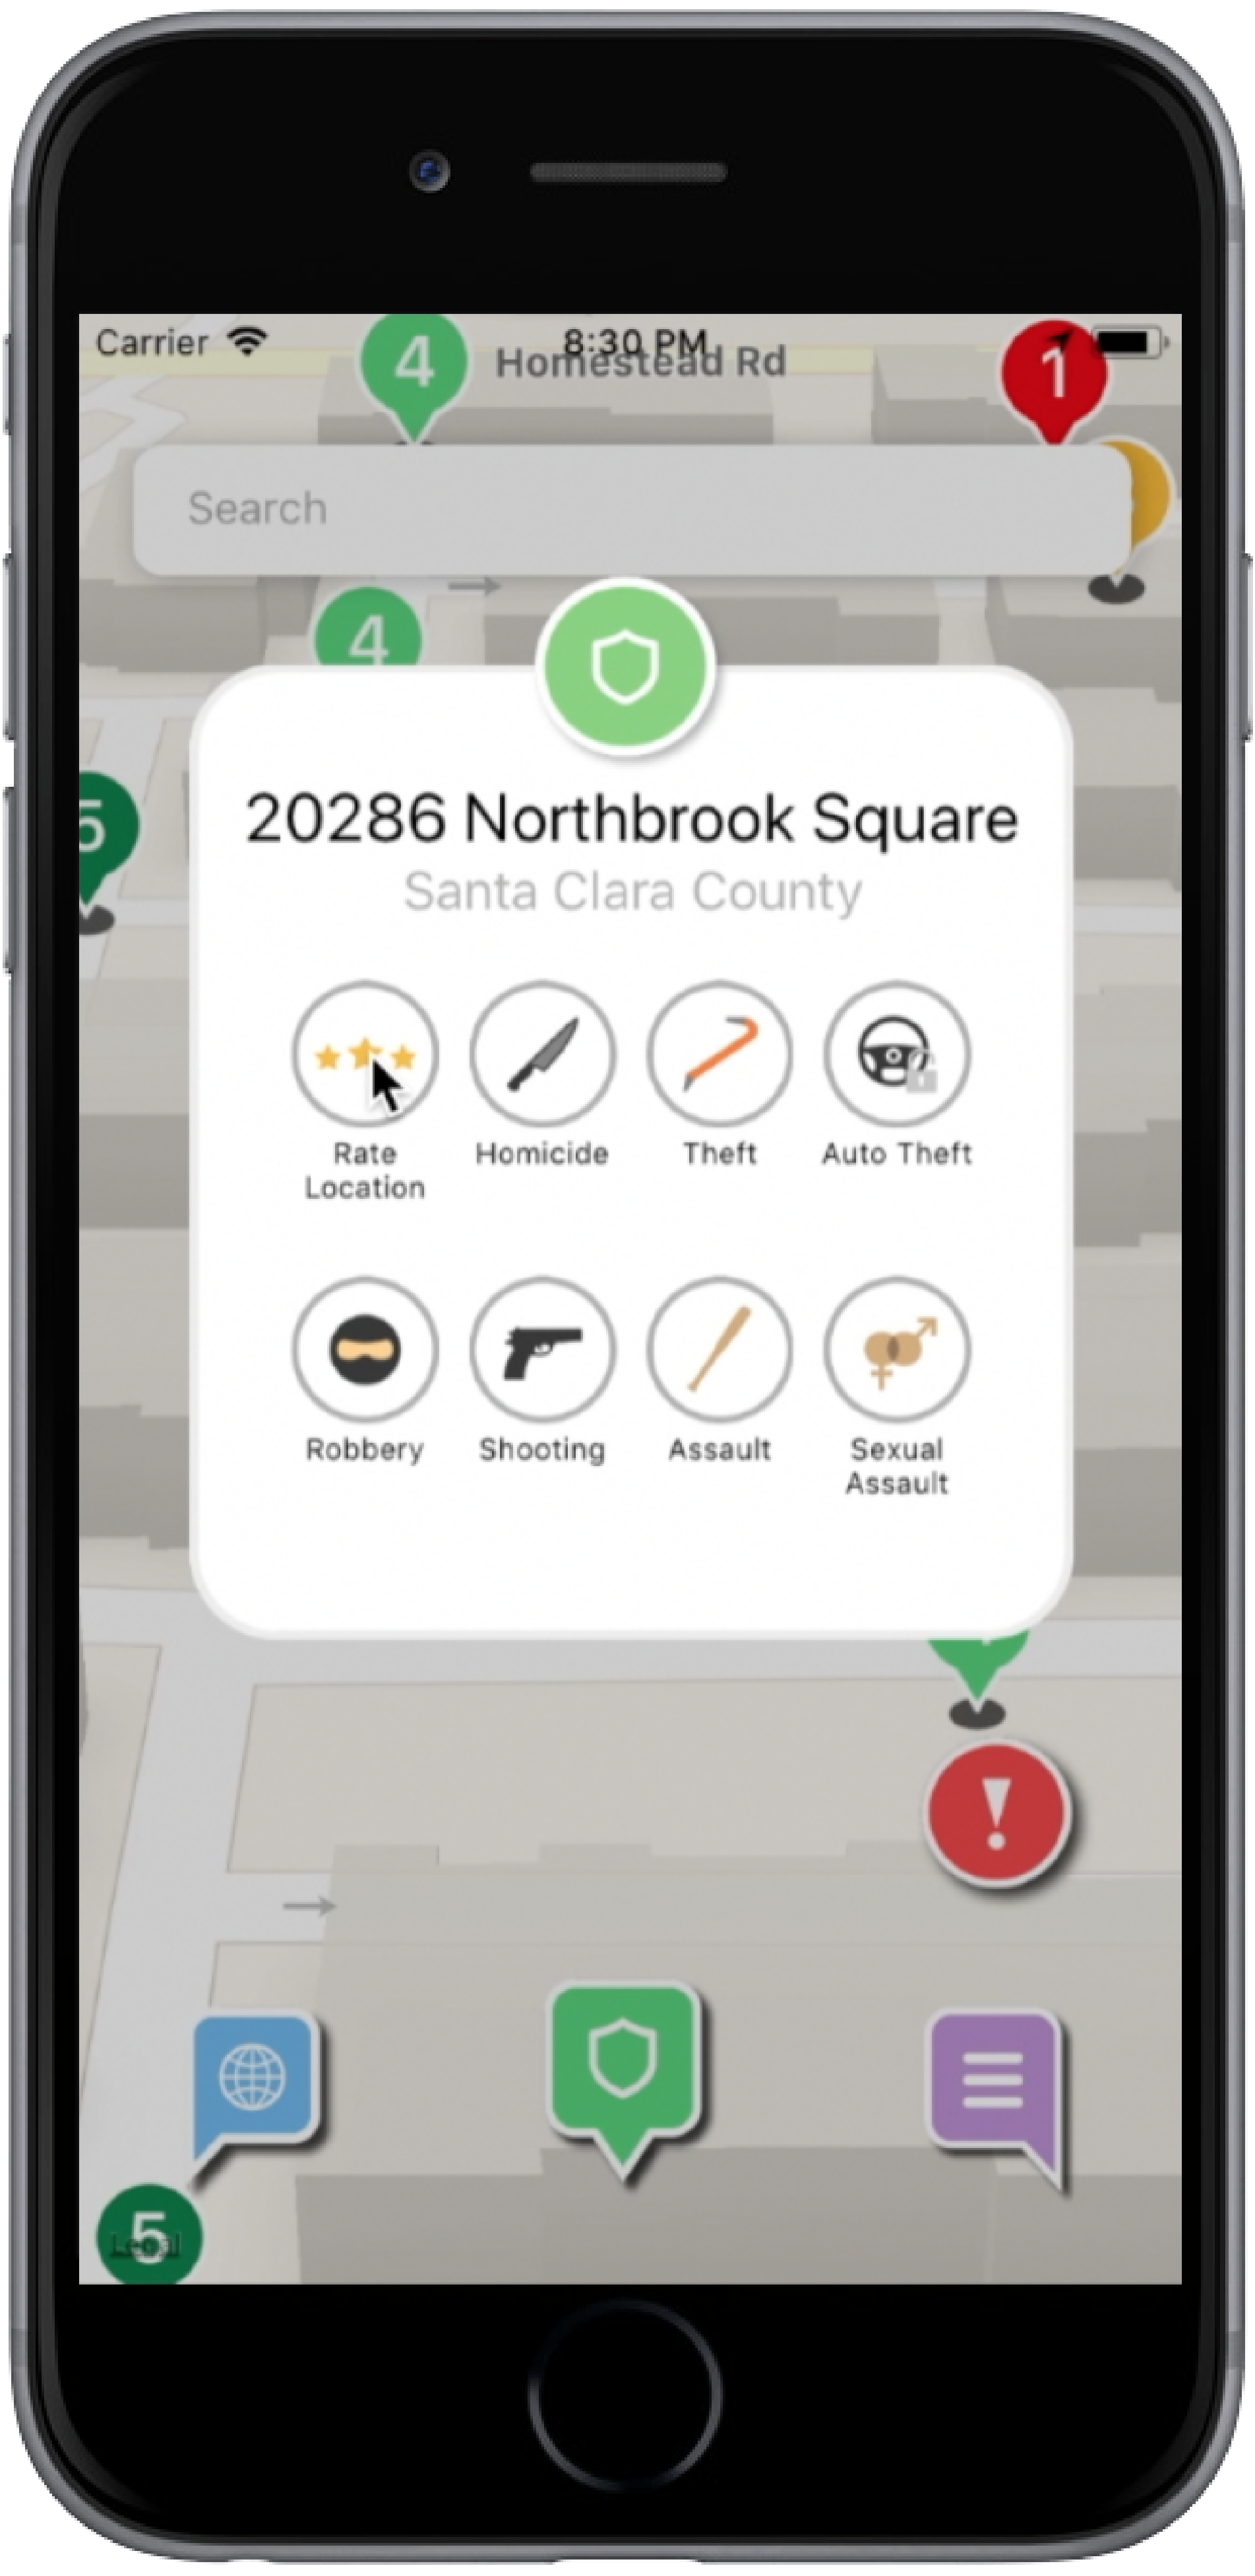 Carrier
8:30 PM
4
Homestead Rd
1
Search
4
5
20286 Northbrook Square
Santa Clara County
Rate
Location
Homicide
Theft
Auto Theft
Robbery
Shooting
Assault
Sexual
Assault
!
5
Legal